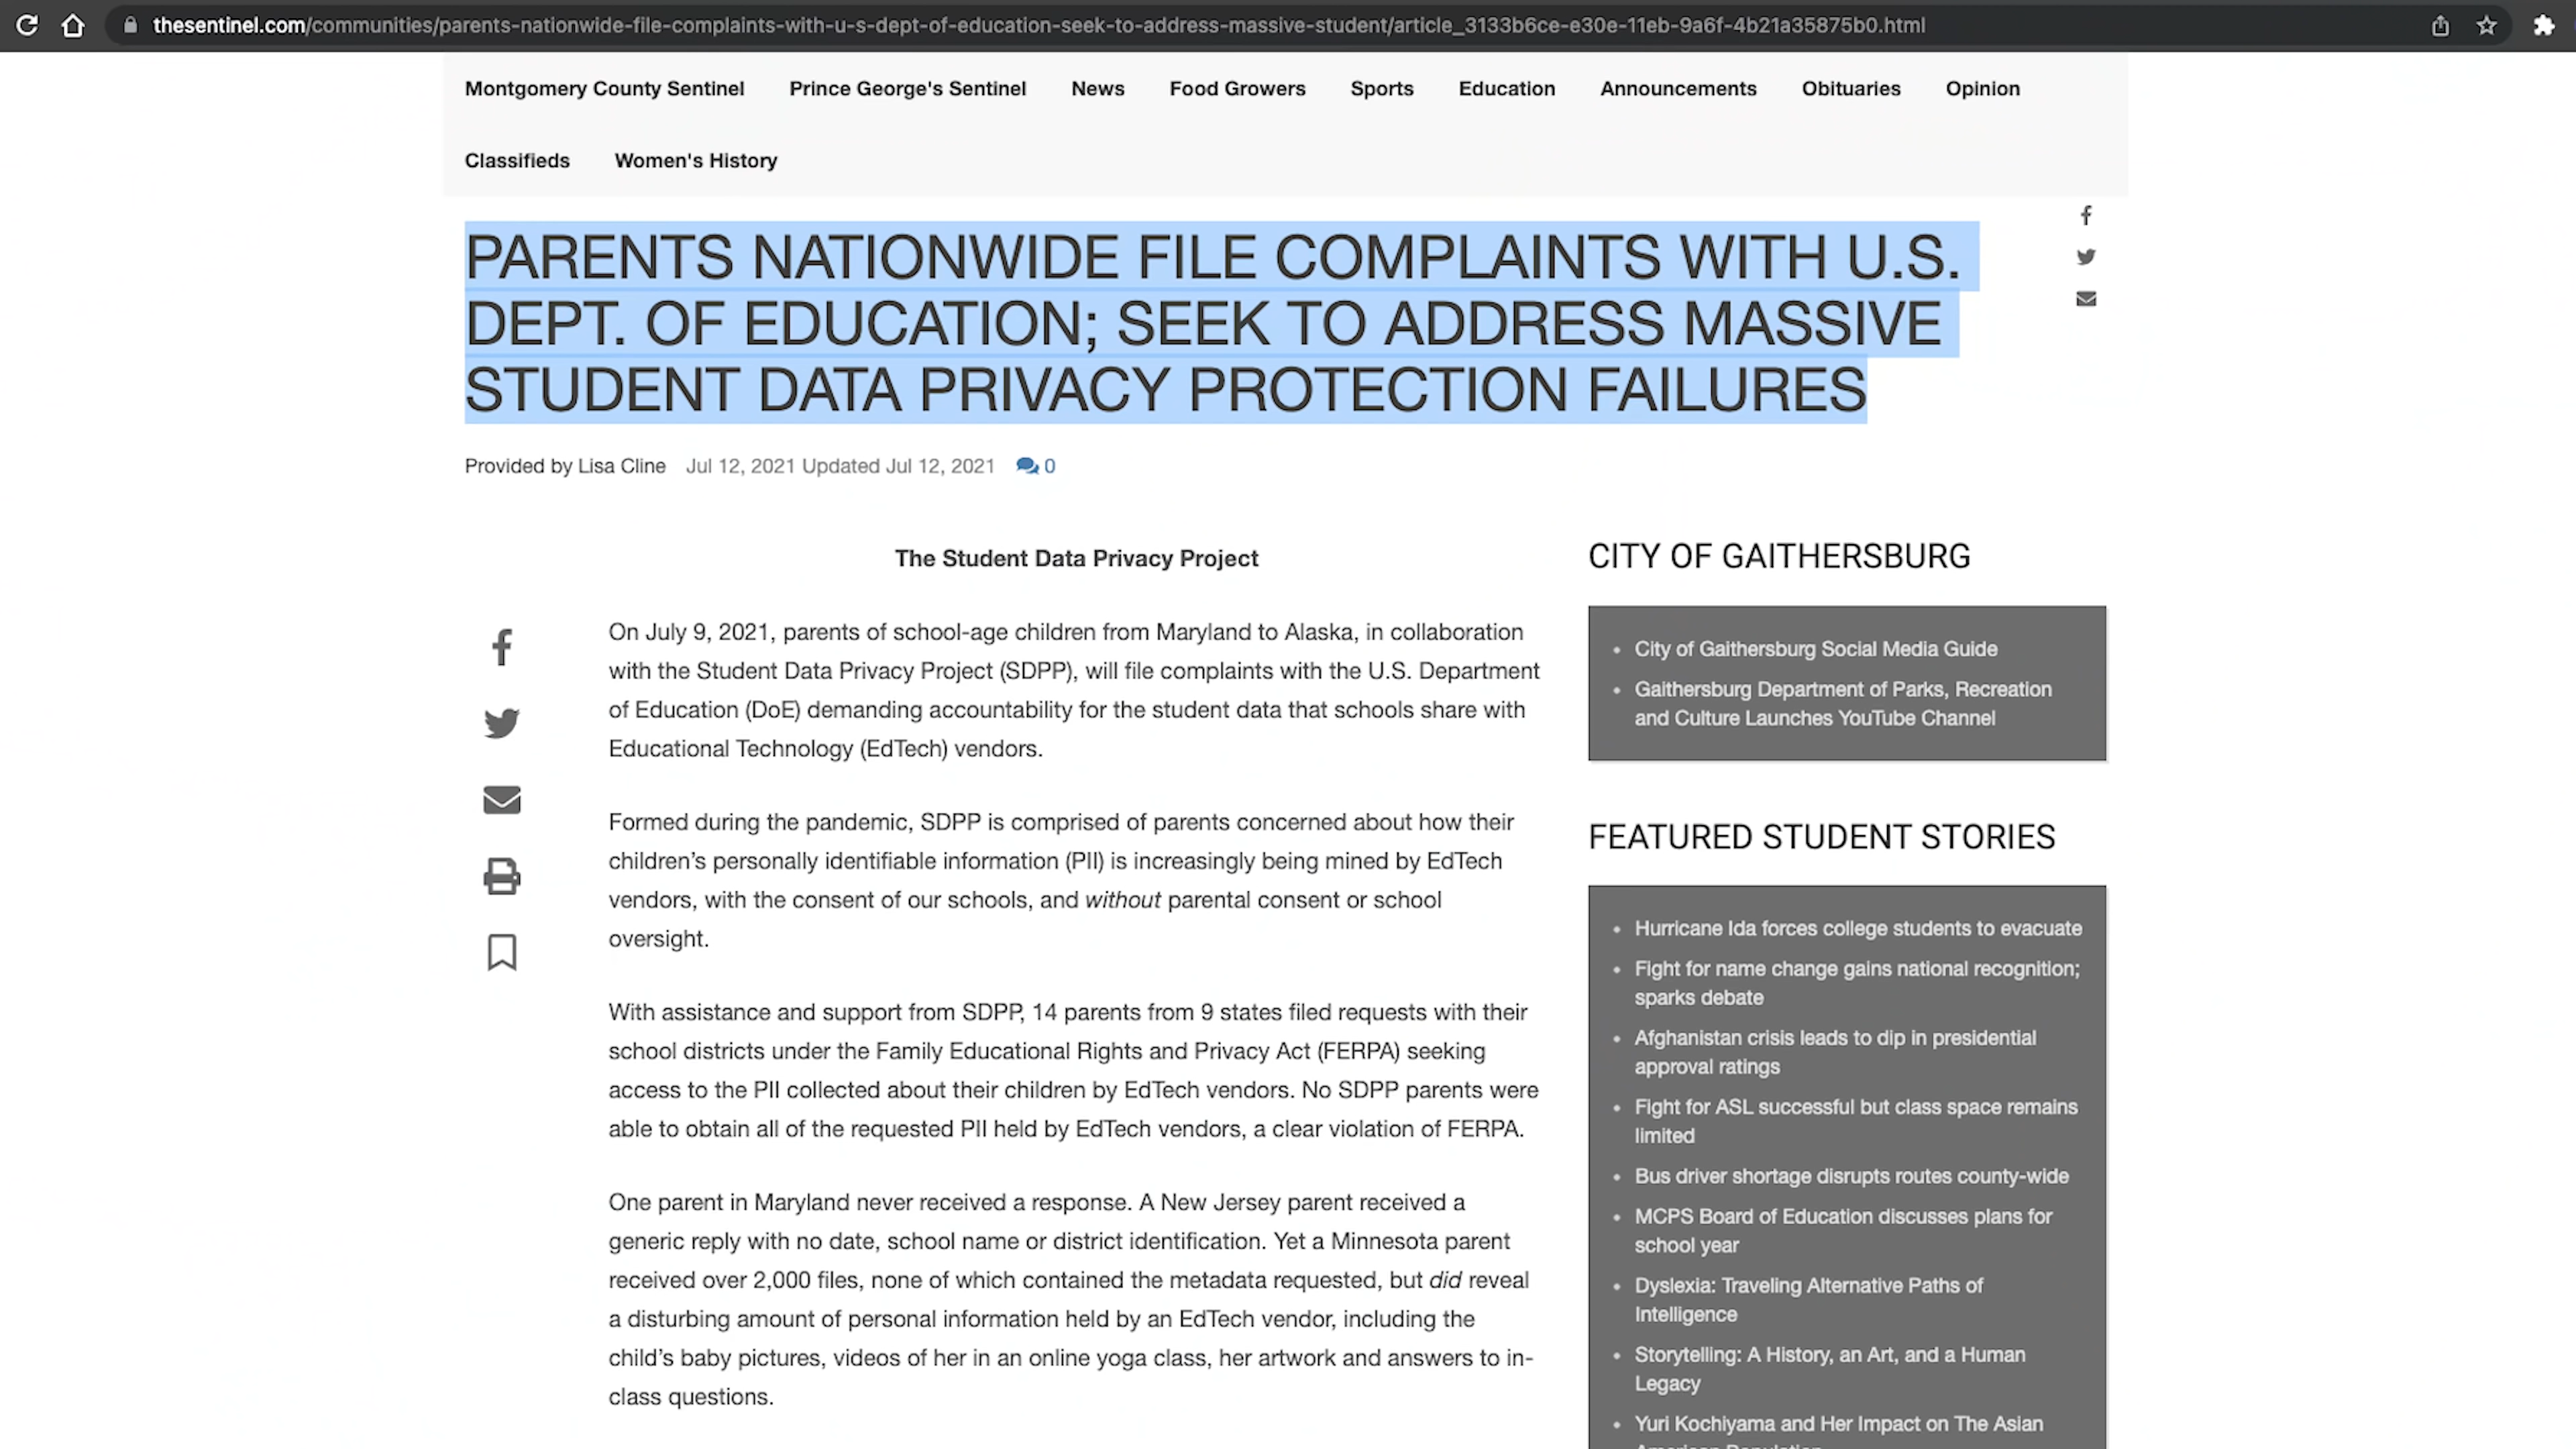 thesentinel.com/communities/parents-nationwide-file-complaints-with-u-s-dept-of-education-seek-to-address-massive-student/article_3133b6ce-e30e-11eb-9a6f-4b21a35875b0.html
Montgomery County Sentinel Prince George's Sentinel News Food Growers Sports Education Announcements Obituaries Opinion
Classifieds Women's History
PARENTS NATIONWIDE FILE COMPLAINTS WITH U.S.
DEPT. OF EDUCATION; SEEK TO ADDRESS MASSIVE
STUDENT DATA PRIVACY PROTECTION FAILURES
Provided by Lisa Cline Jul 12, 2021 Updated Jul 12, 2021 0
The Student Data Privacy Project
On July 9, 2021, parents of school-age children from Maryland to Alaska, in collaboration
with the Student Data Privacy Project (SDPP), will file complaints with the U.S. Department
of Education (DoE) demanding accountability for the student data that schools share with
Educational Technology (EdTech) vendors.
Formed during the pandemic, SDPP is comprised of parents concerned about how their
children's personally identifiable information (PII) is increasingly being mined by EdTech
vendors, with the consent of our schools, and without parental consent or school
oversight.
With assistance and support from SDPP, 14 parents from 9 states filed requests with their
school districts under the Family Educational Rights and Privacy Act (FERPA) seeking
access to the PII collected about their children by EdTech vendors. No SDPP parents were
able to obtain all of the requested PII held by EdTech vendors, a clear violation of FERPA.
One parent in Maryland never received a response. A New Jersey parent received a
generic reply with no date, school name or district identification. Yet a Minnesota parent
received over 2,000 files, none of which contained the metadata requested, but did reveal
a disturbing amount of personal information held by an EdTech vendor, including the
child's baby pictures, videos of her in an online yoga class, her artwork and answers to in-
class questions.
CITY OF GAITHERSBURG
• City of Gaithersburg Social Media Guide
• Gaithersburg Department of Parks, Recreation
and Culture Launches YouTube Channel
FEATURED STUDENT STORIES
• Hurricane Ida forces college students to evacuate
• Fight for name change gains national recognition;
sparks debate
• Afghanistan crisis leads to dip in presidential
approval ratings
• Fight for ASL successful but class space remains
limited
• Bus driver shortage disrupts routes county-wide
• MCPS Board of Education discusses plans for
school year
• Dyslexia: Traveling Alternative Paths of
Intelligence
• Storytelling: A History, an Art, and a Human
Legacy
• Yuri Kochiyama and Her Impact on The Asian